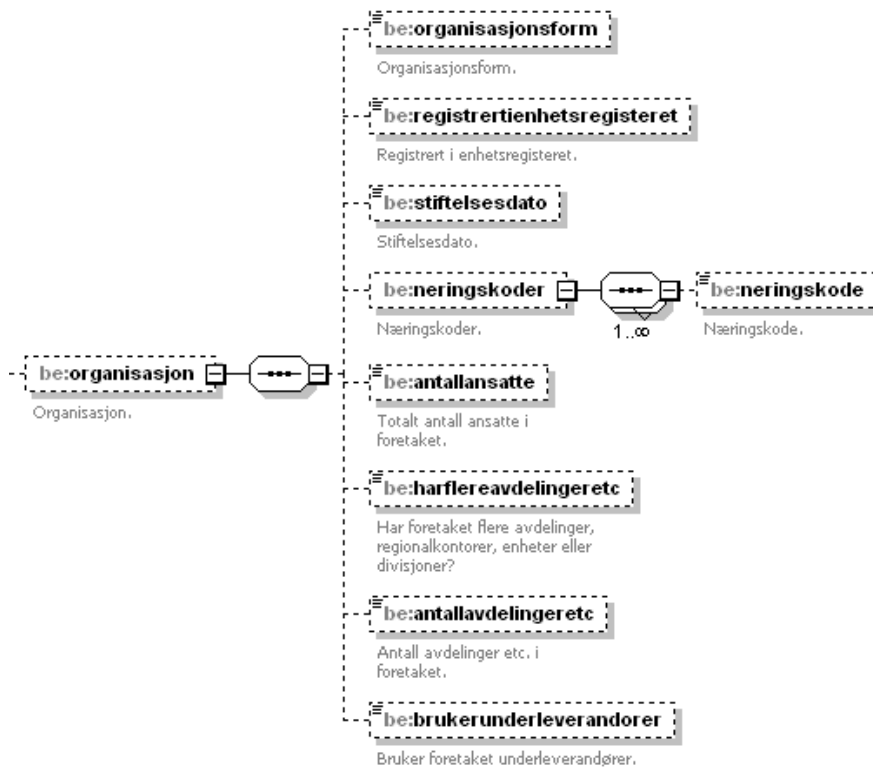 be:organisasjonsform
Organisasjonsform.
be:registrertienhetsregisteret
Registrert i enhetsregisteret.
be:stiftelsesdato
Stiftelsesdato.
be:neringskoder
Næringskoder.
1..∞
be:neringskode
Næringskode.
be:organisasjon
Organisasjon.
be:antallansatte
Totalt antall ansatte i
foretaket.
be:harflereavdelingeretc
Har foretaket flere avdelinger,
regionalkontorer, enheter eller
divisjoner?
be:antallavdelingeretc
Antall avdelinger etc. i
foretaket.
be:brukerunderleverandorer
Bruker foretaket underleverandører.